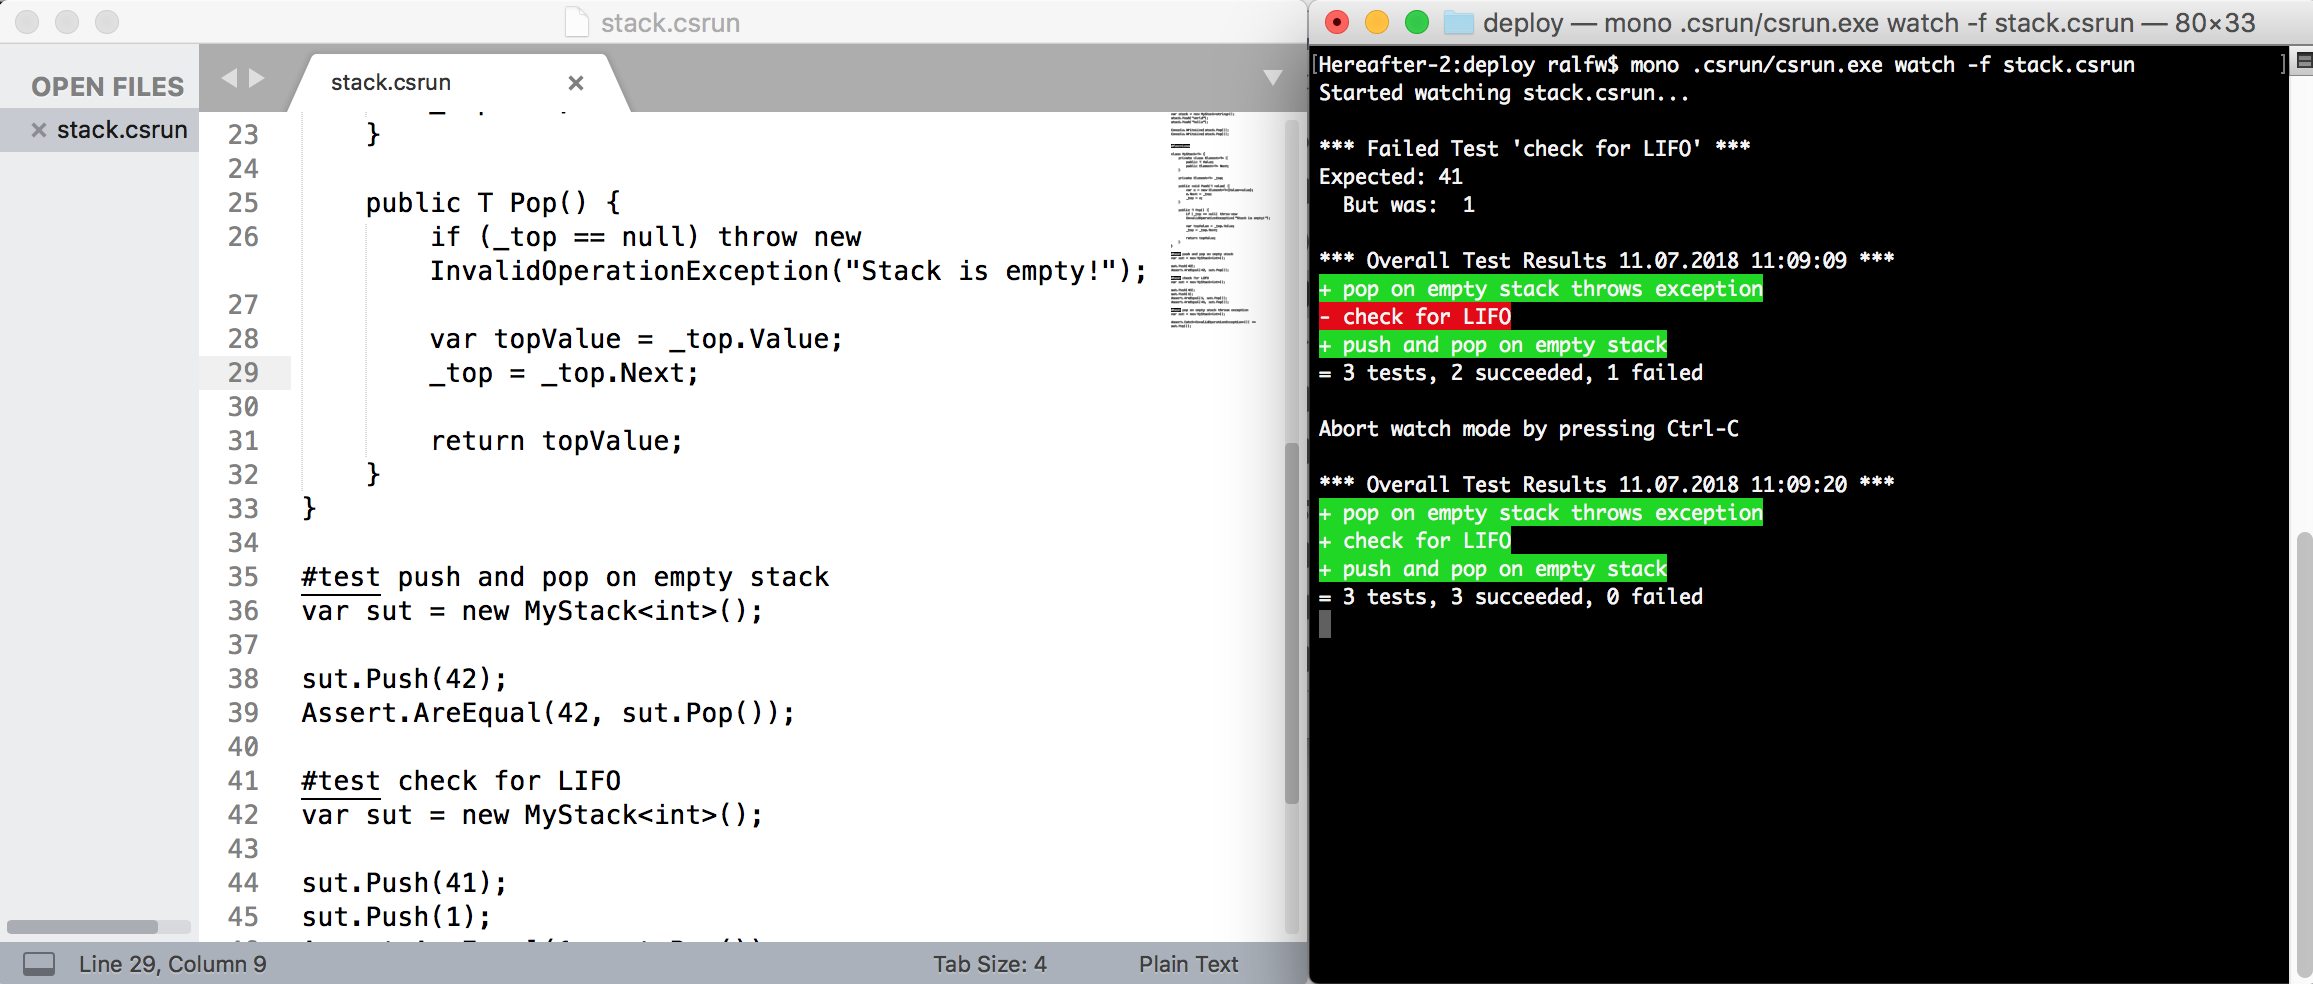 stack.csrun
OPEN FILES
stack.csrun
stack.csrun
23 }
24
25 public T Pop() {
26 if (_top == null) throw new
InvalidOperationException("Stack is empty!");
27
28 var topValue = _top.Value;
29 _top = _top.Next;
30
31 return topValue;
32 }
33 }
34
35 #test push and pop on empty stack
36 var sut = new MyStack<int>();
37
38 sut.Push(42);
39 Assert.AreEqual(42, sut.Pop());
40
41 #test check for LIFO
42 var sut = new MyStack<int>();
43
44 sut.Push(41);
45 sut.Push(1);
Line 29, Column 9
Tab Size: 4
Plain Text
deploy — mono .csrun/csrun.exe watch -f stack.csrun — 80×33
[Hereafter-2:deploy ralfw$ mono .csrun/csrun.exe watch -f stack.csrun ]
Started watching stack.csrun...
*** Failed Test 'check for LIFO' ***
Expected: 41
But was: 1
*** Overall Test Results 11.07.2018 11:09:09 ***
+ pop on empty stack throws exception
- check for LIFO
+ push and pop on empty stack
= 3 tests, 2 succeeded, 1 failed
Abort watch mode by pressing Ctrl-C
*** Overall Test Results 11.07.2018 11:09:20 ***
+ pop on empty stack throws exception
+ check for LIFO
+ push and pop on empty stack
= 3 tests, 3 succeeded, 0 failed